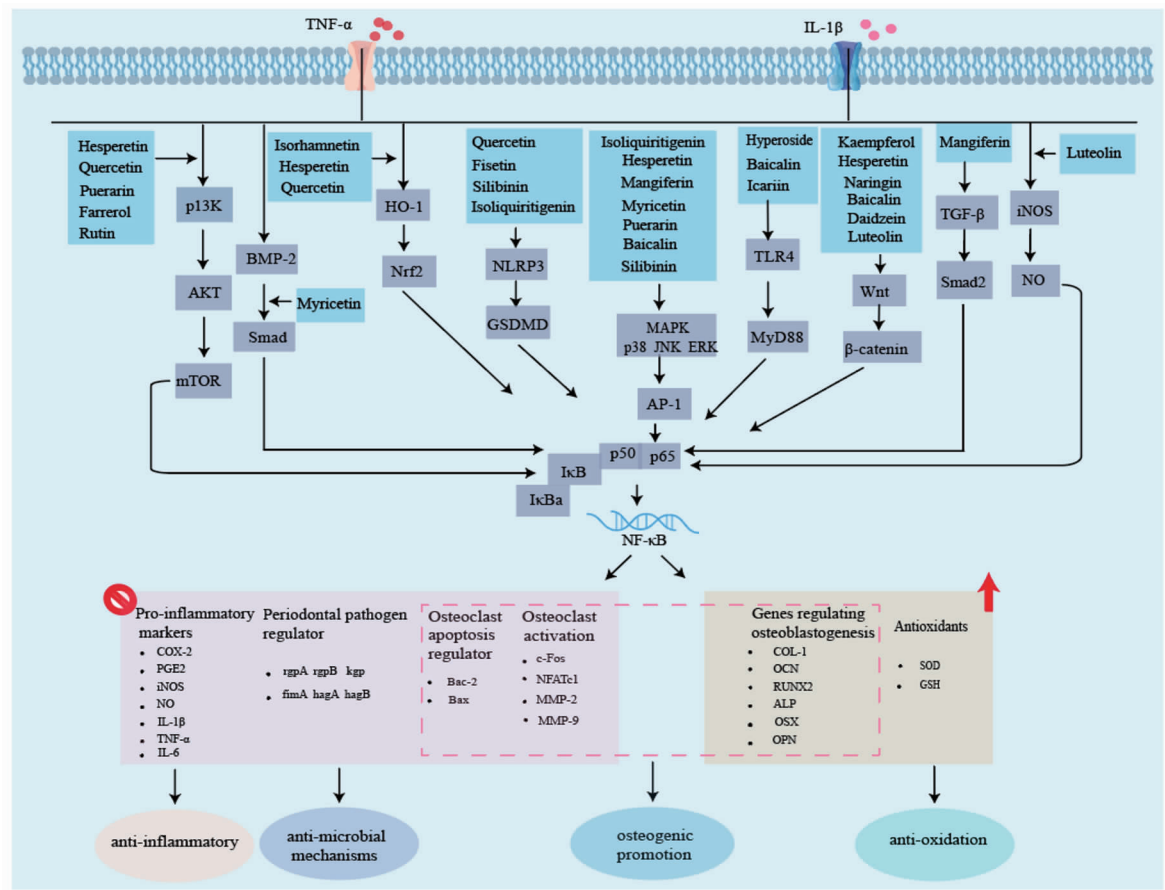 TNF-α
IL-1β
Hesperetin
Quercetin
Puerarin
Farrerol
Rutin
p13K
AKT
mTOR
BMP-2
Myricetin
Smad
Isorhamnetin
Hesperetin
Quercetin
HO-1
Nrf2
Quercetin
Fisetin
Silibinin
Isoliquiritigenin
NLRP3
GSDMD
Isoliquiritigenin
Hesperetin
Mangiferin
Myricetin
Puerarin
Baicalin
Silibinin
MAPK
p38 JNK ERK
AP-1
Hyperoside
Baicalin
Icariin
TLR4
MyD88
Kaempferol
Hesperetin
Naringin
Baicalin
Daidzein
Luteolin
Wnt
β-catenin
Mangiferin
TGF-β
Smad2
Luteolin
iNOS
NO
p50
p65
IκB
IκBa
NF-κB
Pro-inflammatory
markers
• COX-2
• PGE2
• iNOS
• NO
• IL-1β
• TNF-α
• IL-6
Periodontal pathogen
regulator
• rgpA rgpB kgp
• fimA hagA hagB
Osteoclast
apoptosis
regulator
• Bac-2
• Bax
Osteoclast
activation
• c-Fos
• NFATc1
• MMP-2
• MMP-9
Genes regulating
osteoblastogenesis
• COL-1
• OCN
• RUNX2
• ALP
• OSX
• OPN
Antioxidants
• SOD
• GSH
anti-inflammatory
anti-microbial
mechanisms
osteogenic
promotion
anti-oxidation